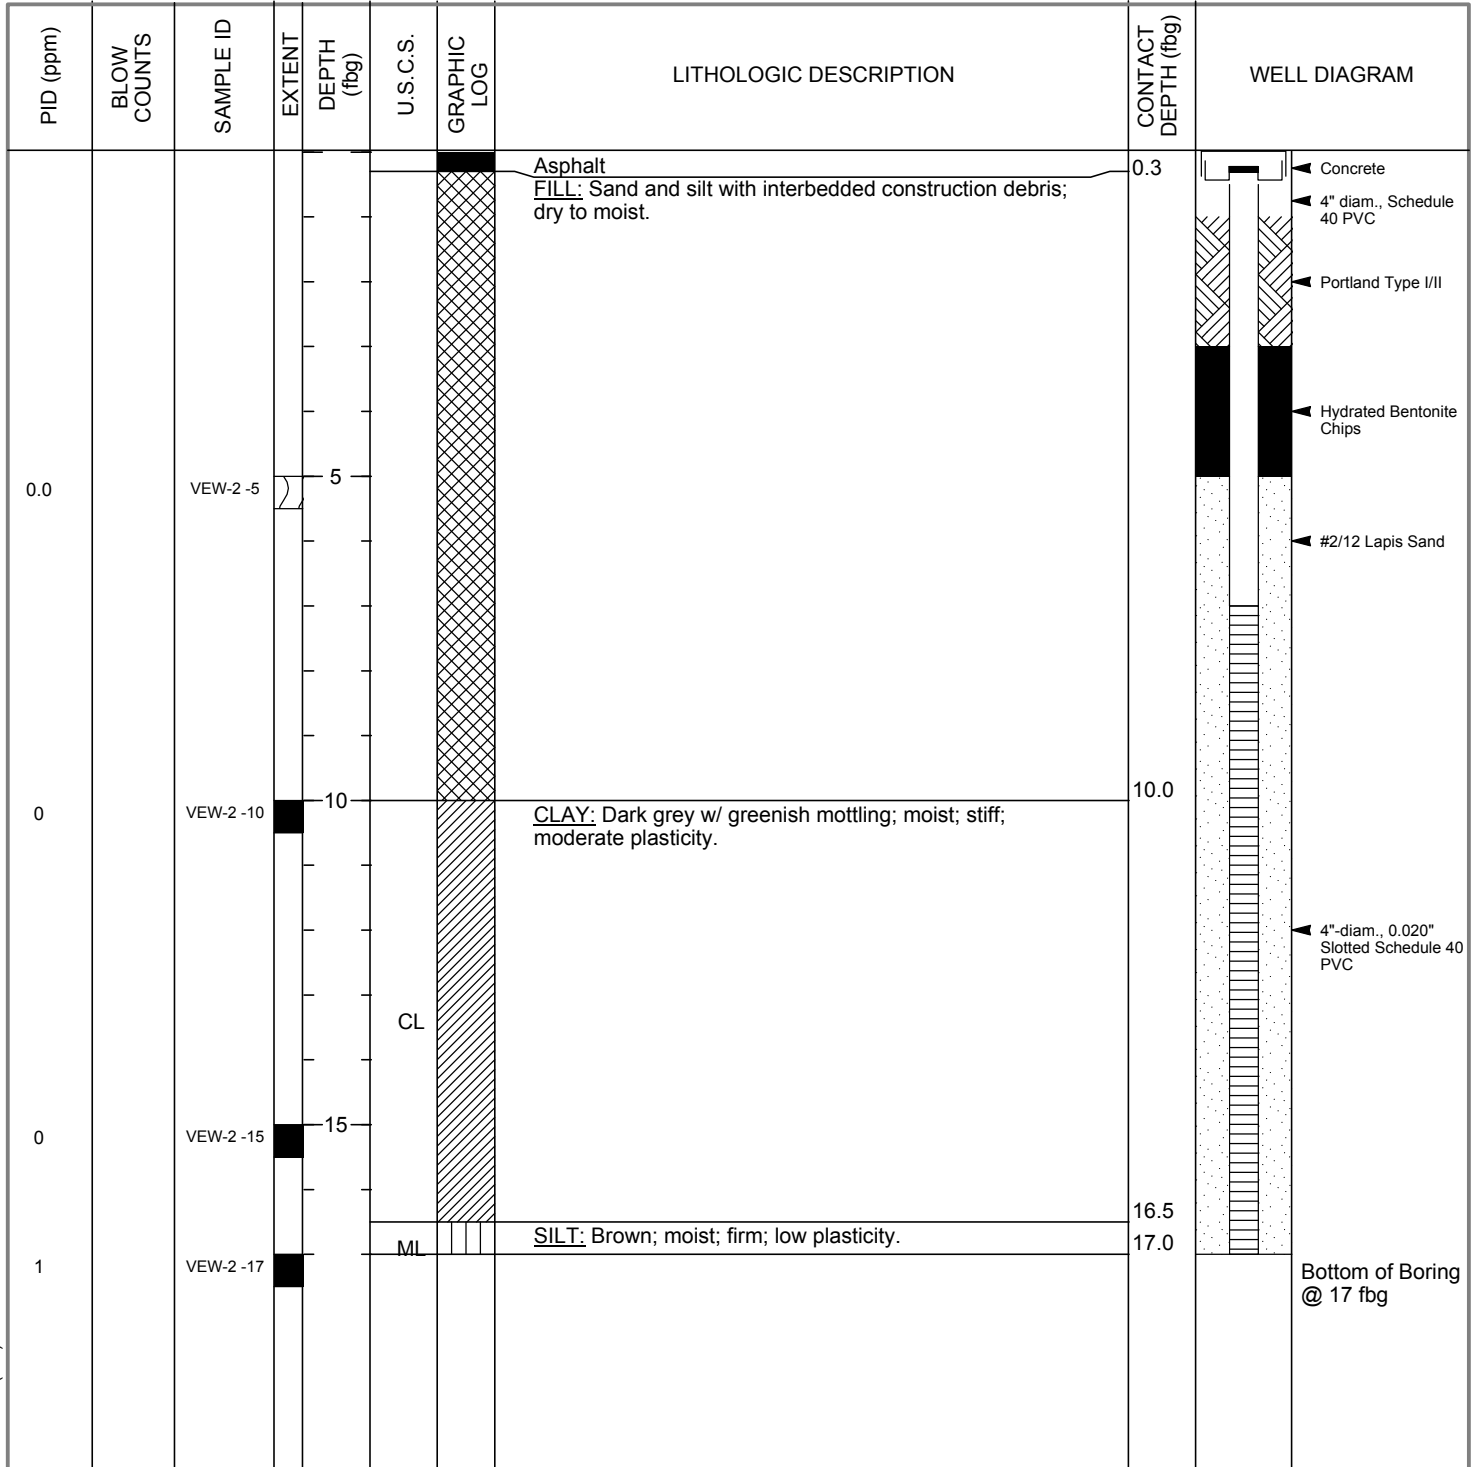 PID (ppm)
BLOW
COUNTS
SAMPLE ID
EXTENT
DEPTH
(fbg)
U.S.C.S.
GRAPHIC
LOG
LITHOLOGIC DESCRIPTION
CONTACT
DEPTH (fbg)
WELL DIAGRAM
Asphalt
0.3
Concrete
FILL: Sand and silt with interbedded construction debris;
dry to moist.
4" diam., Schedule
40 PVC
Portland Type I/II
Hydrated Bentonite
Chips
0.0
VEW-2 -5
5
#2/12 Lapis Sand
0
VEW-2 -10
10
10.0
CLAY: Dark grey w/ greenish mottling; moist; stiff;
moderate plasticity.
4"-diam., 0.020"
Slotted Schedule 40
PVC
CL
0
VEW-2 -15
15
16.5
ML
SILT: Brown; moist; firm; low plasticity.
17.0
1
VEW-2 -17
Bottom of Boring
@ 17 fbg